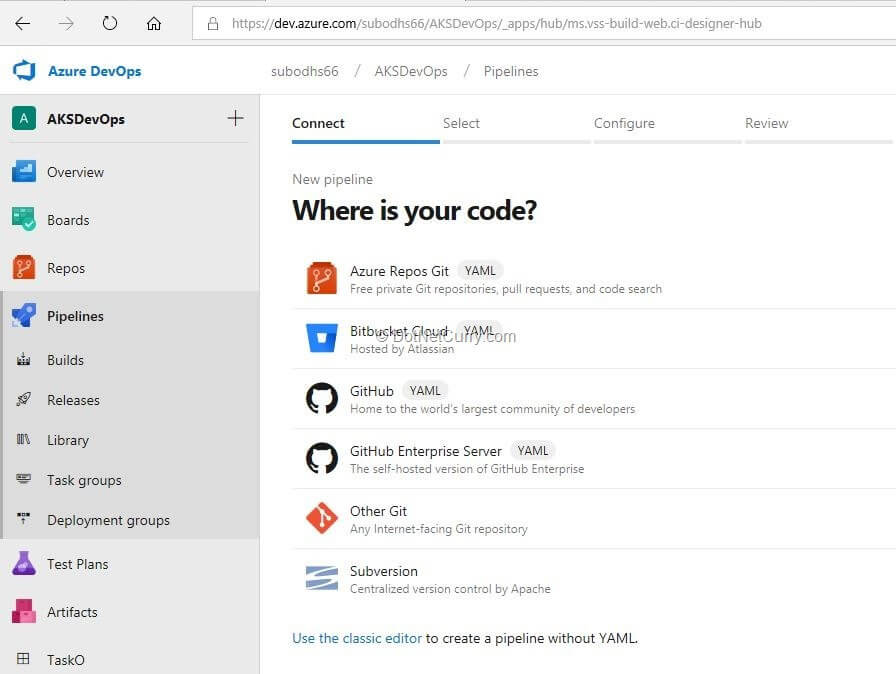 https://dev.azure.com/subodhs66/AKSDevOps/_apps/hub/ms.vss-build-web.ci-designer-hub
Azure DevOps
subodhs66 / AKSDevOps / Pipelines
A AKSDevOps +
Overview
Boards
Repos
Pipelines
Builds
Releases
Library
Task groups
Deployment groups
Test Plans
Artifacts
TaskO
Connect Select Configure Review
New pipeline
Where is your code?
Azure Repos Git YAML
Free private Git repositories, pull requests, and code search
Bitbucket Cloud YAML
© DotNetCurry.com
Hosted by Atlassian
GitHub YAML
Home to the world's largest community of developers
GitHub Enterprise Server YAML
The self-hosted version of GitHub Enterprise
Other Git
Any Internet-facing Git repository
Subversion
Centralized version control by Apache
Use the classic editor to create a pipeline without YAML.